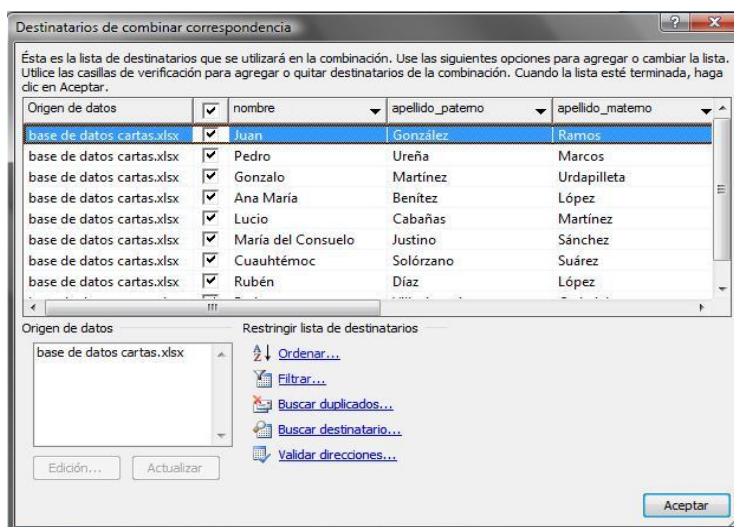 Destinatarios de combinar correspondencia
Ésta es la lista de destinatarios que se utilizará en la combinación. Use las siguientes opciones para agregar o cambiar la lista.
Utilice las casillas de verificación para agregar o quitar destinatarios de la combinación. Cuando la lista esté terminada, haga
clic en Aceptar.
Origen de datos nombre apellido_paterno apellido_materno
base de datos cartas.xlsx Juan González Ramos
base de datos cartas.xlsx Pedro Ureña Marcos
base de datos cartas.xlsx Gonzalo Martínez Urdapilleta
base de datos cartas.xlsx Ana María Benítez López
base de datos cartas.xlsx Lucio Cabañas Martínez
base de datos cartas.xlsx María del Consuelo Justino Sánchez
base de datos cartas.xlsx Cuauhtémoc Solórzano Suárez
base de datos cartas.xlsx Rubén Díaz López
Origen de datos Restringir lista de destinatarios
base de datos cartas.xlsx
Ordenar...
Filtrar...
Buscar duplicados...
Buscar destinatario...
Validar direcciones...
Edición... Actualizar
Aceptar